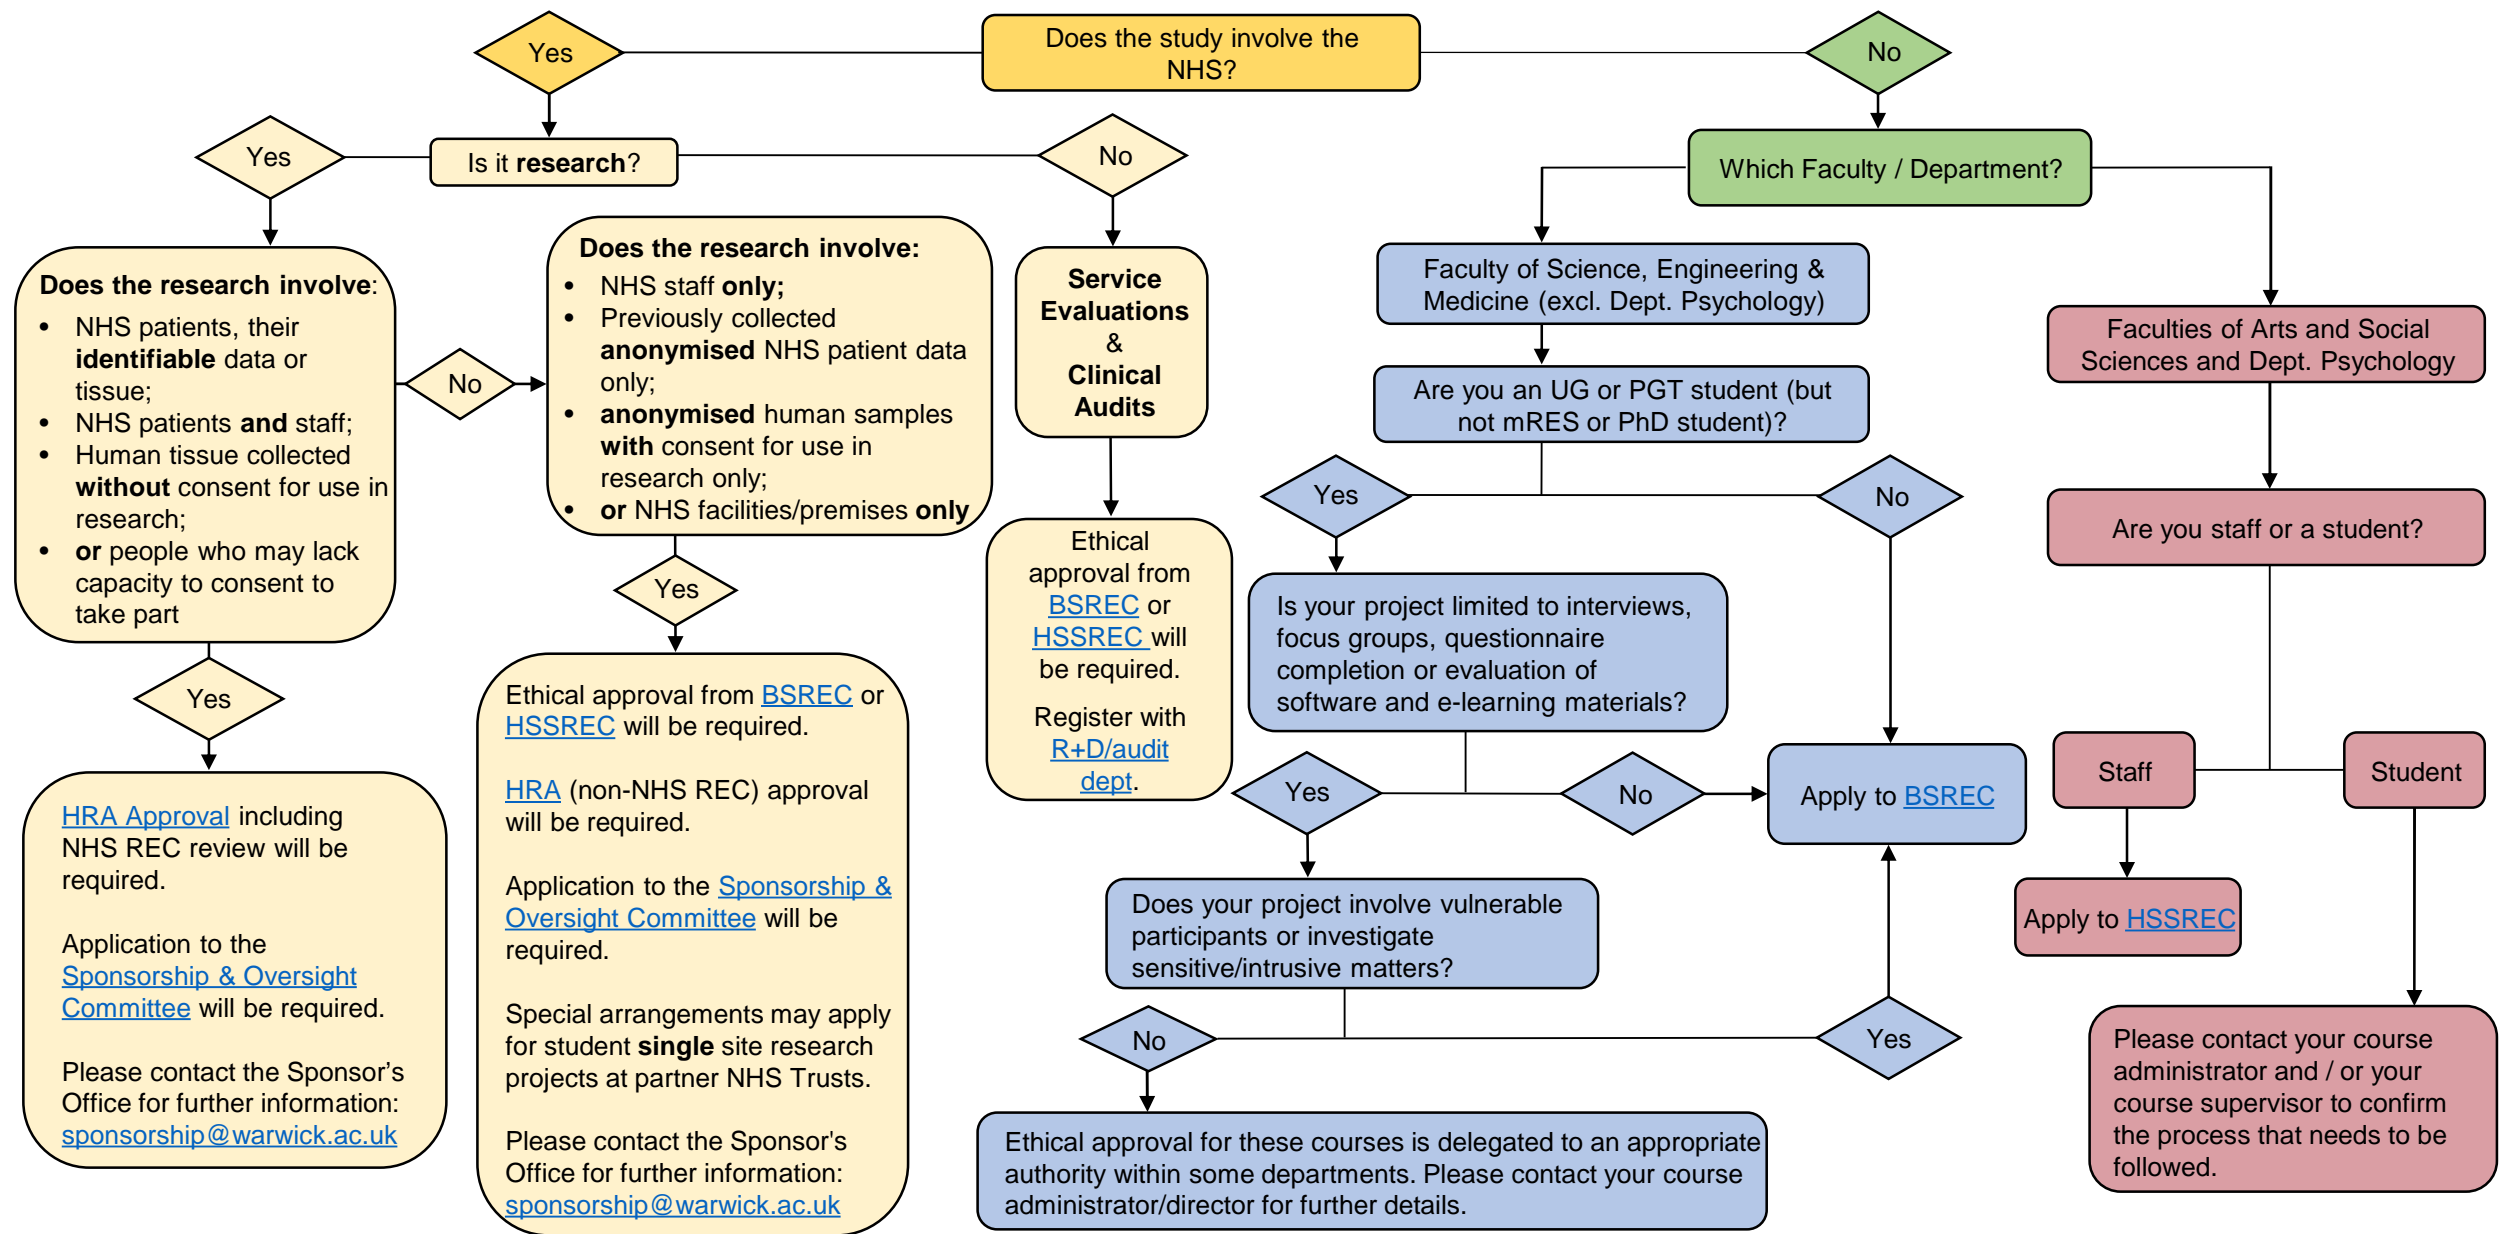 Does the study involve the
NHS?
Yes
No
Is it research?
Yes
No
Does the research involve:
• NHS patients, their
identifiable data or
tissue;
• NHS patients and staff;
• Human tissue collected
without consent for use in
research;
• or people who may lack
capacity to consent to
take part
No
Yes
HRA Approval including
NHS REC review will be
required.
Application to the
Sponsorship & Oversight
Committee will be required.
Please contact the Sponsor’s
Office for further information:
sponsorship@warwick.ac.uk
Does the research involve:
• NHS staff only;
• Previously collected
anonymised NHS patient data
only;
• anonymised human samples
with consent for use in
research only;
• or NHS facilities/premises only
Yes
Ethical approval from BSREC or
HSSREC will be required.
HRA (non-NHS REC) approval
will be required.
Application to the Sponsorship &
Oversight Committee will be
required.
Special arrangements may apply
for student single site research
projects at partner NHS Trusts.
Please contact the Sponsor's
Office for further information:
sponsorship@warwick.ac.uk
Service
Evaluations
&
Clinical
Audits
Ethical
approval from
BSREC or
HSSREC will
be required.
Register with
R+D/audit
dept.
Which Faculty / Department?
Faculty of Science, Engineering &
Medicine (excl. Dept. Psychology)
Are you an UG or PGT student (but
not mRES or PhD student)?
Yes
No
Is your project limited to interviews,
focus groups, questionnaire
completion or evaluation of
software and e-learning materials?
Yes
No
Apply to BSREC
Does your project involve vulnerable
participants or investigate
sensitive/intrusive matters?
No
Yes
Ethical approval for these courses is delegated to an appropriate
authority within some departments. Please contact your course
administrator/director for further details.
Faculties of Arts and Social
Sciences and Dept. Psychology
Are you staff or a student?
Staff
Student
Apply to HSSREC
Please contact your course
administrator and / or your
course supervisor to confirm
the process that needs to be
followed.